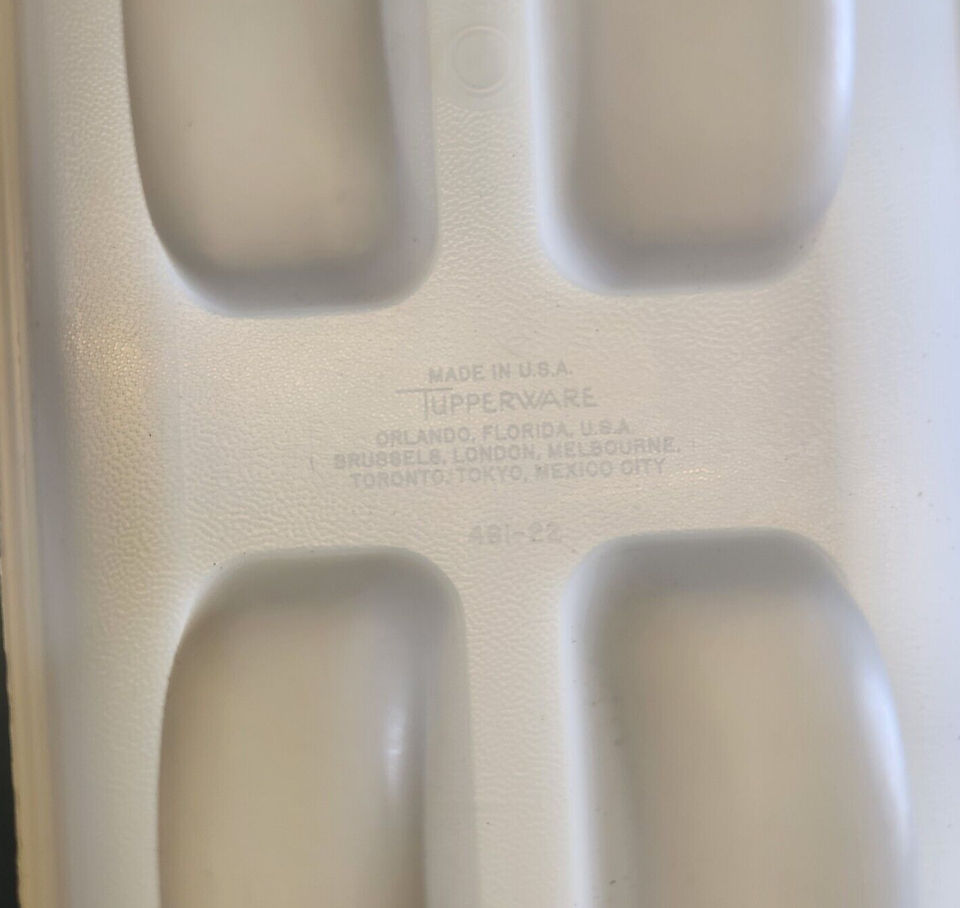 MADE IN U.S.A.
TUPPERWARE
ORLANDO, FLORIDA, U.S.A.
BRUSSELS, LONDON, MELBOURNE,
TORONTO, TOKYO, MEXICO CITY
481-22